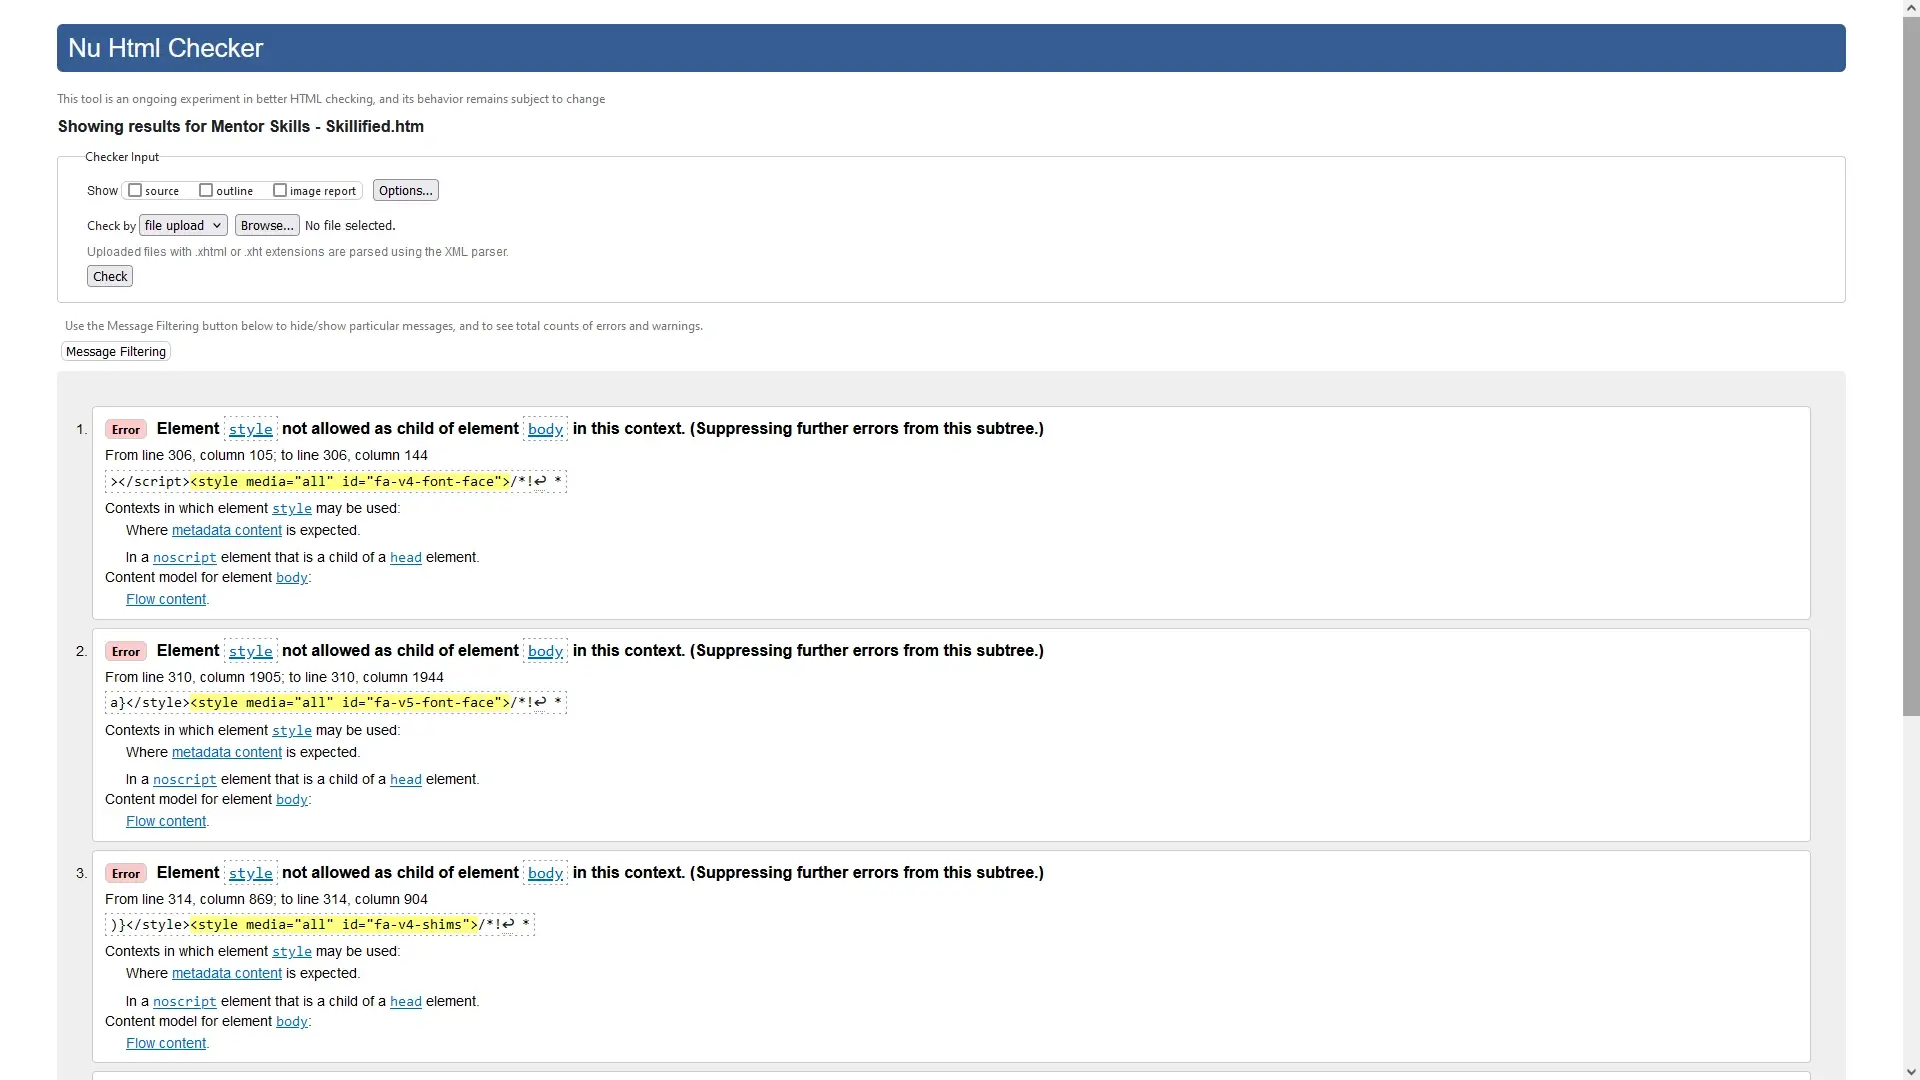 Nu Html Checker
This tool is an ongoing experiment in better HTML checking, and its behavior remains subject to change
Showing results for Mentor Skills - Skillified.htm
Checker Input
Show source outline image report Options...
Check by file upload Browse... No file selected.
Uploaded files with .xhtml or .xht extensions are parsed using the XML parser.
Check
Use the Message Filtering button below to hide/show particular messages, and to see total counts of errors and warnings.
Message Filtering
1. Error Element style not allowed as child of element body in this context. (Suppressing further errors from this subtree.)
From line 306, column 105; to line 306, column 144
></script><style media="all" id="fa-v4-font-face">/*!↩ *
Contexts in which element style may be used:
Where metadata content is expected.
In a noscript element that is a child of a head element.
Content model for element body:
Flow content.
2. Error Element style not allowed as child of element body in this context. (Suppressing further errors from this subtree.)
From line 310, column 1905; to line 310, column 1944
a}</style><style media="all" id="fa-v5-font-face">/*!↩ *
Contexts in which element style may be used:
Where metadata content is expected.
In a noscript element that is a child of a head element.
Content model for element body:
Flow content.
3. Error Element style not allowed as child of element body in this context. (Suppressing further errors from this subtree.)
From line 314, column 869; to line 314, column 904
)}</style><style media="all" id="fa-v4-shims">/*!↩ *
Contexts in which element style may be used:
Where metadata content is expected.
In a noscript element that is a child of a head element.
Content model for element body:
Flow content.